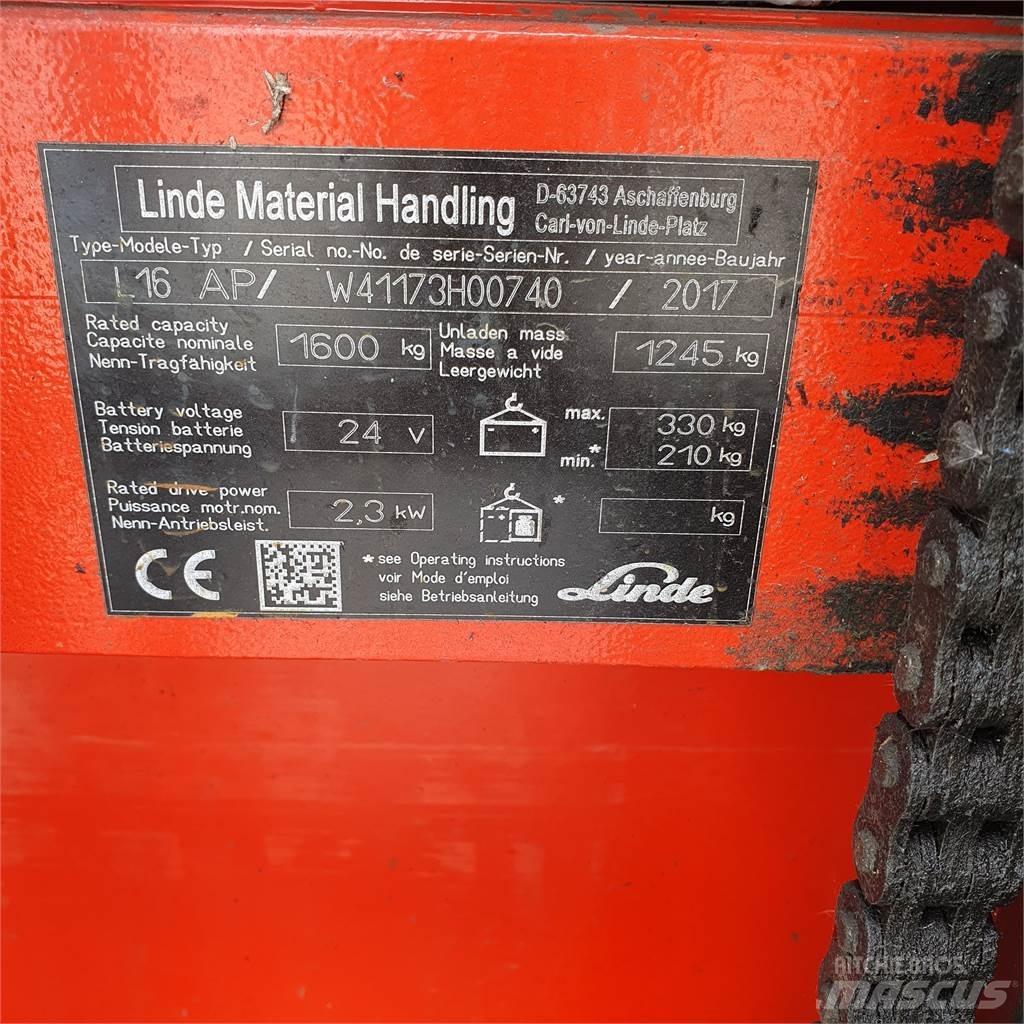 Linde Material Handling
D-63743 Aschaffenburg
Carl-von-Linde-Platz
Type-Modele-Typ / Serial no.-No. de serie-Serien-Nr. / year-annee-Baujahr
L16 AP/ W41173H00740 / 2017
Rated capacity
Capacite nominale
Nenn-Tragfähigkeit
1600 kg
Unladen mass
Masse a vide
Leergewicht
1245 kg
Battery voltage
Tension batterie
Batteriespannung
24 V
max. 330 kg
min.* 210 kg
Rated drive power
Puissance motr.nom.
Nenn-Antriebsleist.
2,3 kW
* kg
CE
* see Operating instructions
voir Mode d'emploi
siehe Betriebsanleitung
Linde
RITCHIE BROS.
MASCUS